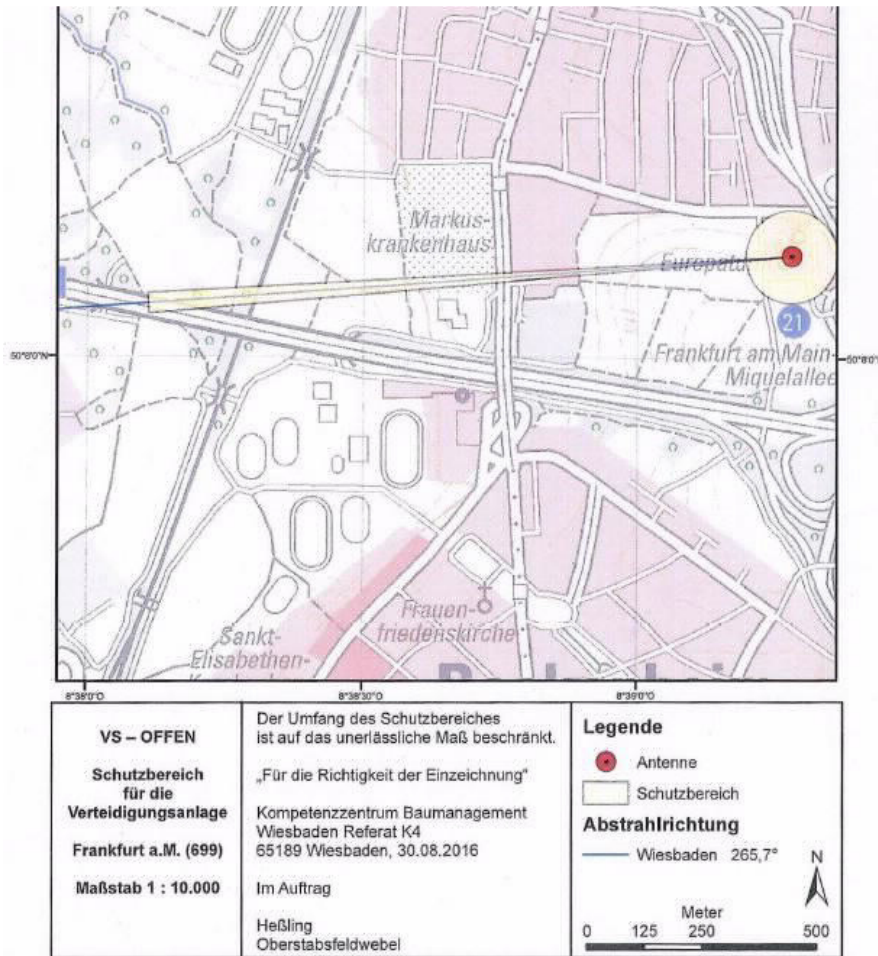 Markus-
krankenhaus
Europatu
21
50°8'0"N
50°8'0"
Frankfurt am Main-
Miquelallee
Frauen-
friedenskirche
Sankt-
Elisabethen-
8°38'0"O
8°38'30"O
8°39'0"O
VS – OFFEN
Schutzbereich
für die
Verteidigungsanlage
Frankfurt a.M. (699)
Maßstab 1 : 10.000
Der Umfang des Schutzbereiches
ist auf das unerlässliche Maß beschränkt.
„Für die Richtigkeit der Einzeichnung“
Kompetenzzentrum Baumanagement
Wiesbaden Referat K4
65189 Wiesbaden, 30.08.2016
Im Auftrag
Heßling
Oberstabsfeldwebel
Legende
Antenne
Schutzbereich
Abstrahlrichtung
Wiesbaden 265,7°
N
Meter
0 125 250 500